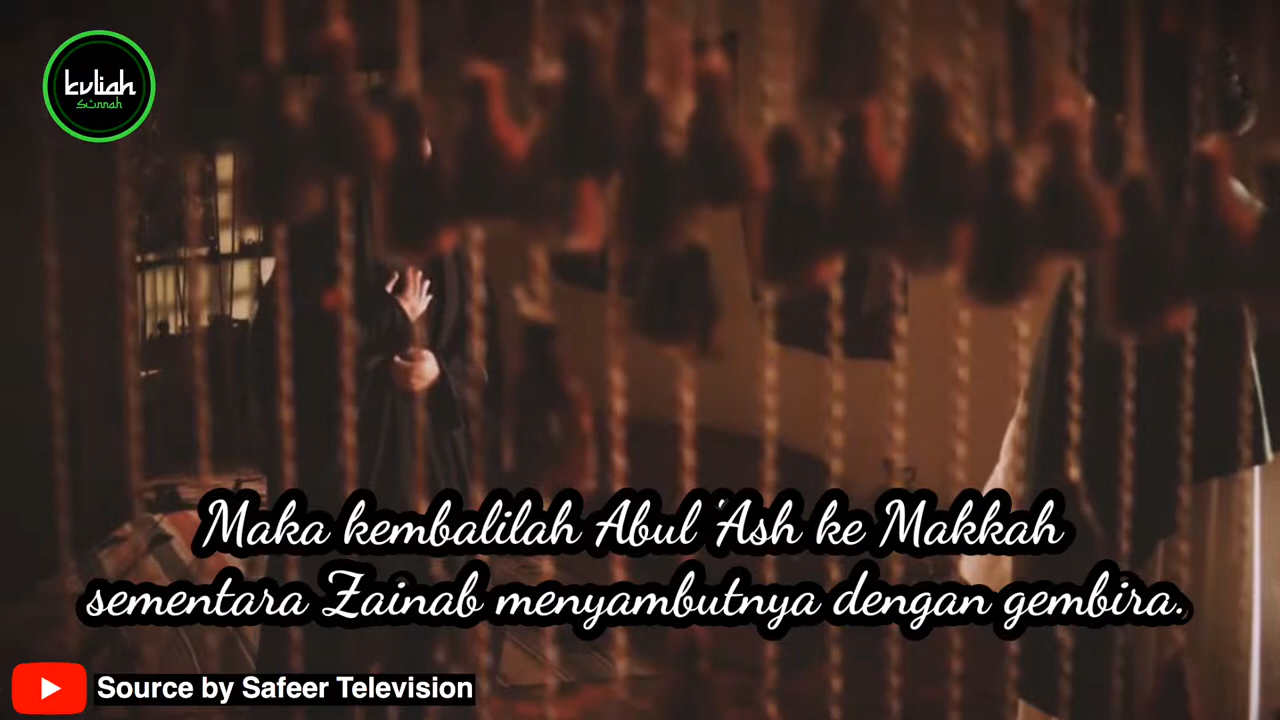 kuliah
Sunnah
Maka kembalilah Abul 'Ash ke Makkah
sementara Zainab menyambutnya dengan gembira.
Source by Safeer Television